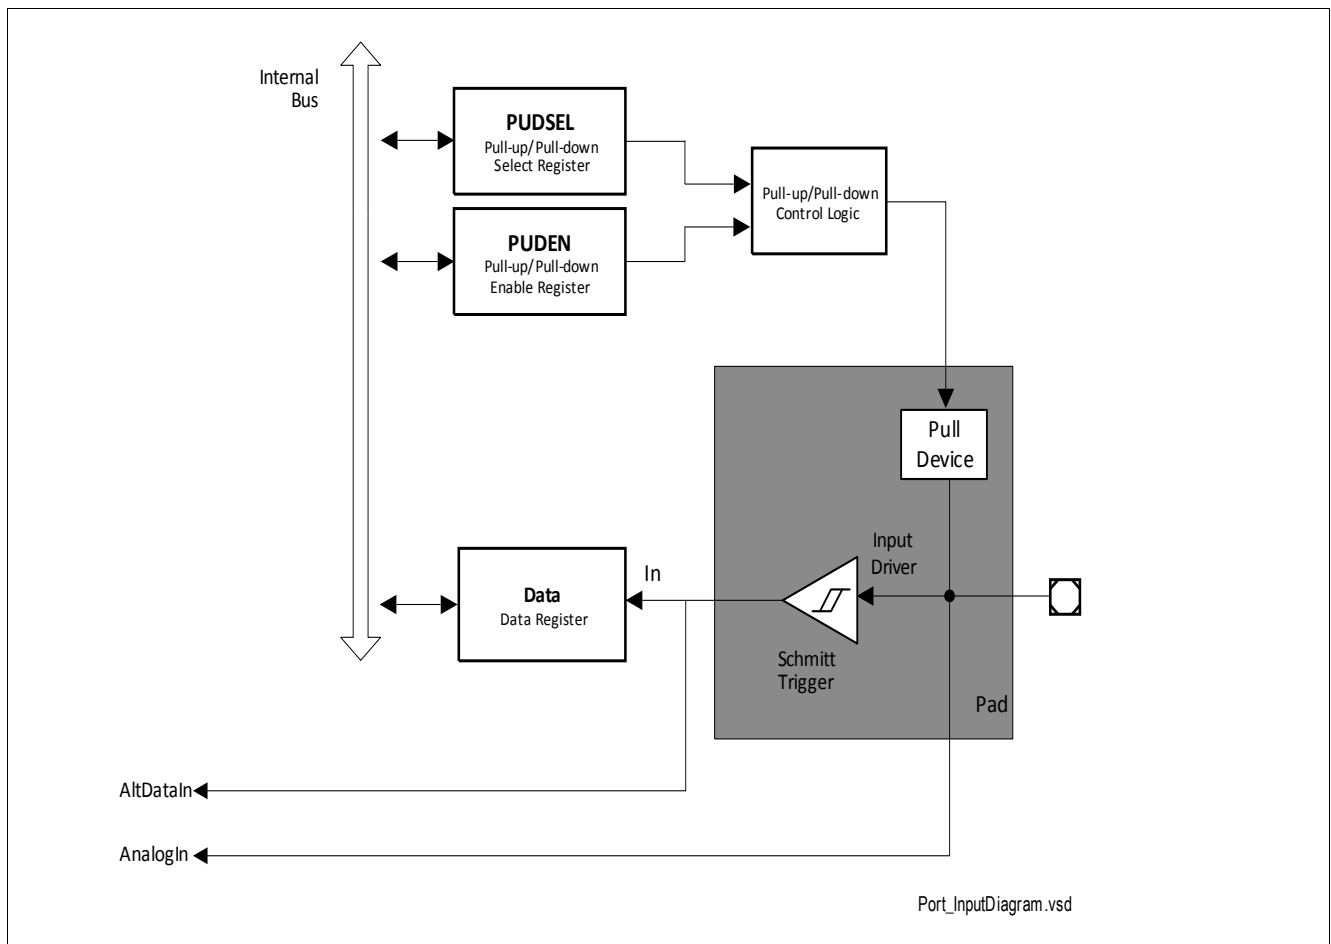 Internal
Bus
PUDSEL
Pull-up/Pull-down
Select Register
Pull-up/Pull-down
Control Logic
PUDEN
Pull-up/Pull-down
Enable Register
Pull
Device
Input
Driver
In
Data
Data Register
Schmitt
Trigger
Pad
AltDataIn
AnalogIn
Port_InputDiagram.vsd